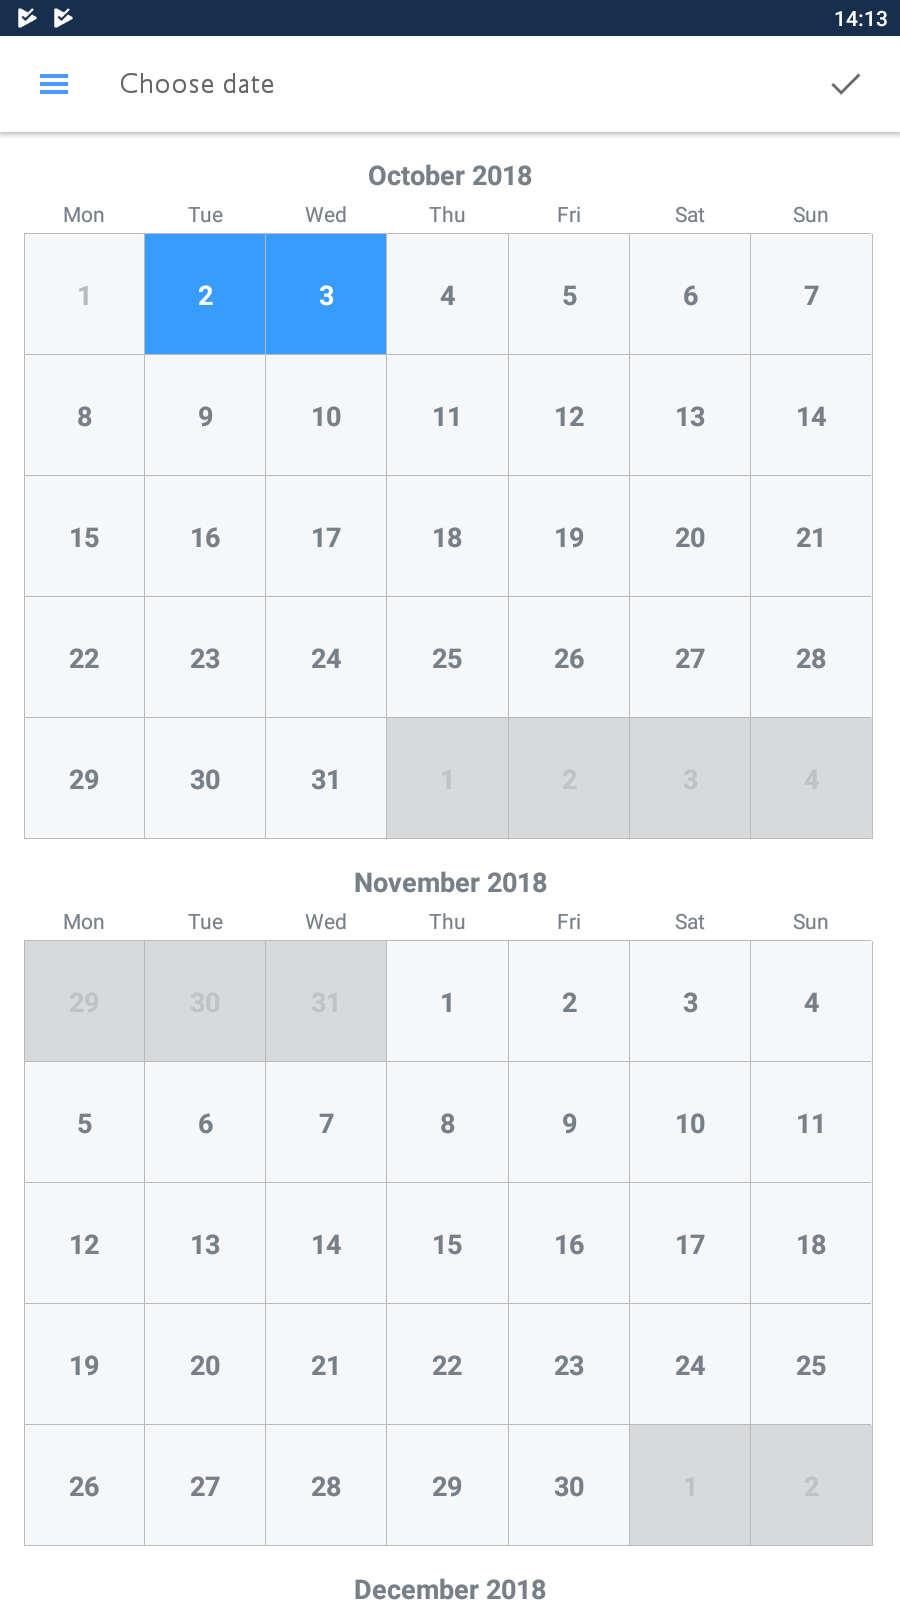 14:13
Choose date
October 2018
Mon Tue Wed Thu Fri Sat Sun
1 2 3 4 5 6 7
8 9 10 11 12 13 14
15 16 17 18 19 20 21
22 23 24 25 26 27 28
29 30 31 1 2 3 4
November 2018
Mon Tue Wed Thu Fri Sat Sun
29 30 31 1 2 3 4
5 6 7 8 9 10 11
12 13 14 15 16 17 18
19 20 21 22 23 24 25
26 27 28 29 30 1 2
December 2018